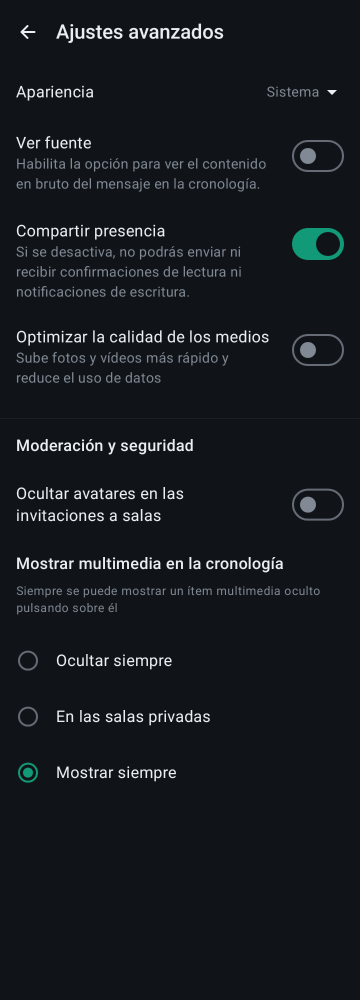 Ajustes avanzados
Apariencia
Sistema
Ver fuente
Habilita la opción para ver el contenido
en bruto del mensaje en la cronología.
Compartir presencia
Si se desactiva, no podrás enviar ni
recibir confirmaciones de lectura ni
notificaciones de escritura.
Optimizar la calidad de los medios
Sube fotos y vídeos más rápido y
reduce el uso de datos
Moderación y seguridad
Ocultar avatares en las
invitaciones a salas
Mostrar multimedia en la cronología
Siempre se puede mostrar un ítem multimedia oculto
pulsando sobre él
Ocultar siempre
En las salas privadas
Mostrar siempre